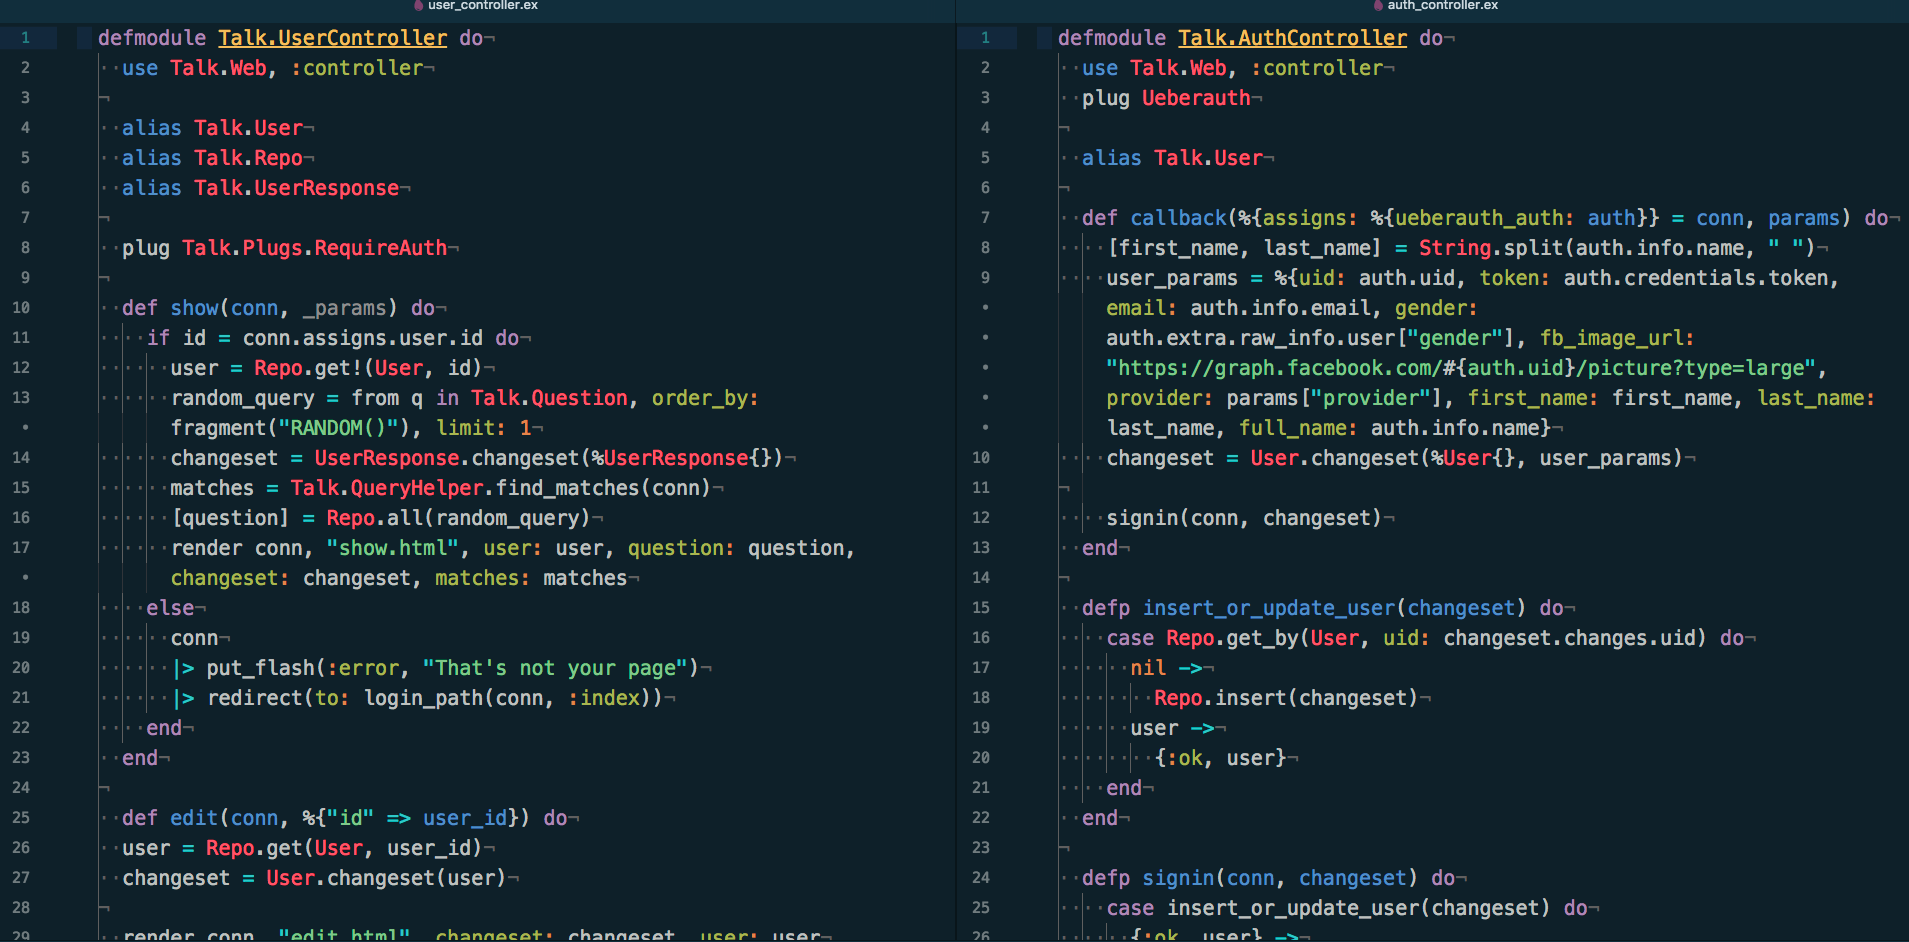 user_controller.ex
1 defmodule Talk.UserController do¬
2 use Talk.Web, :controller¬
3 ¬
4 alias Talk.User¬
5 alias Talk.Repo¬
6 alias Talk.UserResponse¬
7 ¬
8 plug Talk.Plugs.RequireAuth¬
9 ¬
10 def show(conn, _params) do¬
11 if id = conn.assigns.user.id do¬
12 user = Repo.get!(User, id)¬
13 random_query = from q in Talk.Question, order_by:
• fragment("RANDOM()"), limit: 1¬
14 changeset = UserResponse.changeset(%UserResponse{})¬
15 matches = Talk.QueryHelper.find_matches(conn)¬
16 [question] = Repo.all(random_query)¬
17 render conn, "show.html", user: user, question: question,
• changeset: changeset, matches: matches¬
18 else¬
19 conn¬
20 |> put_flash(:error, "That's not your page")¬
21 |> redirect(to: login_path(conn, :index))¬
22 end¬
23 end¬
24 ¬
25 def edit(conn, %{"id" => user_id}) do¬
26 user = Repo.get(User, user_id)¬
27 changeset = User.changeset(user)¬
28 ¬
29 render conn, "edit.html", changeset: changeset, user: user¬
auth_controller.ex
1 defmodule Talk.AuthController do¬
2 use Talk.Web, :controller¬
3 plug Ueberauth¬
4 ¬
5 alias Talk.User¬
6 ¬
7 def callback(%{assigns: %{ueberauth_auth: auth}} = conn, params) do¬
8 [first_name, last_name] = String.split(auth.info.name, " ")¬
9 user_params = %{uid: auth.uid, token: auth.credentials.token,
• email: auth.info.email, gender:
• auth.extra.raw_info.user["gender"], fb_image_url:
• "https://graph.facebook.com/#{auth.uid}/picture?type=large",
• provider: params["provider"], first_name: first_name, last_name:
• last_name, full_name: auth.info.name}¬
10 changeset = User.changeset(%User{}, user_params)¬
11 ¬
12 signin(conn, changeset)¬
13 end¬
14 ¬
15 defp insert_or_update_user(changeset) do¬
16 case Repo.get_by(User, uid: changeset.changes.uid) do¬
17 nil ->¬
18 Repo.insert(changeset)¬
19 user ->¬
20 {:ok, user}¬
21 end¬
22 end¬
23 ¬
24 defp signin(conn, changeset) do¬
25 case insert_or_update_user(changeset) do¬
26 {:ok, user} ->¬